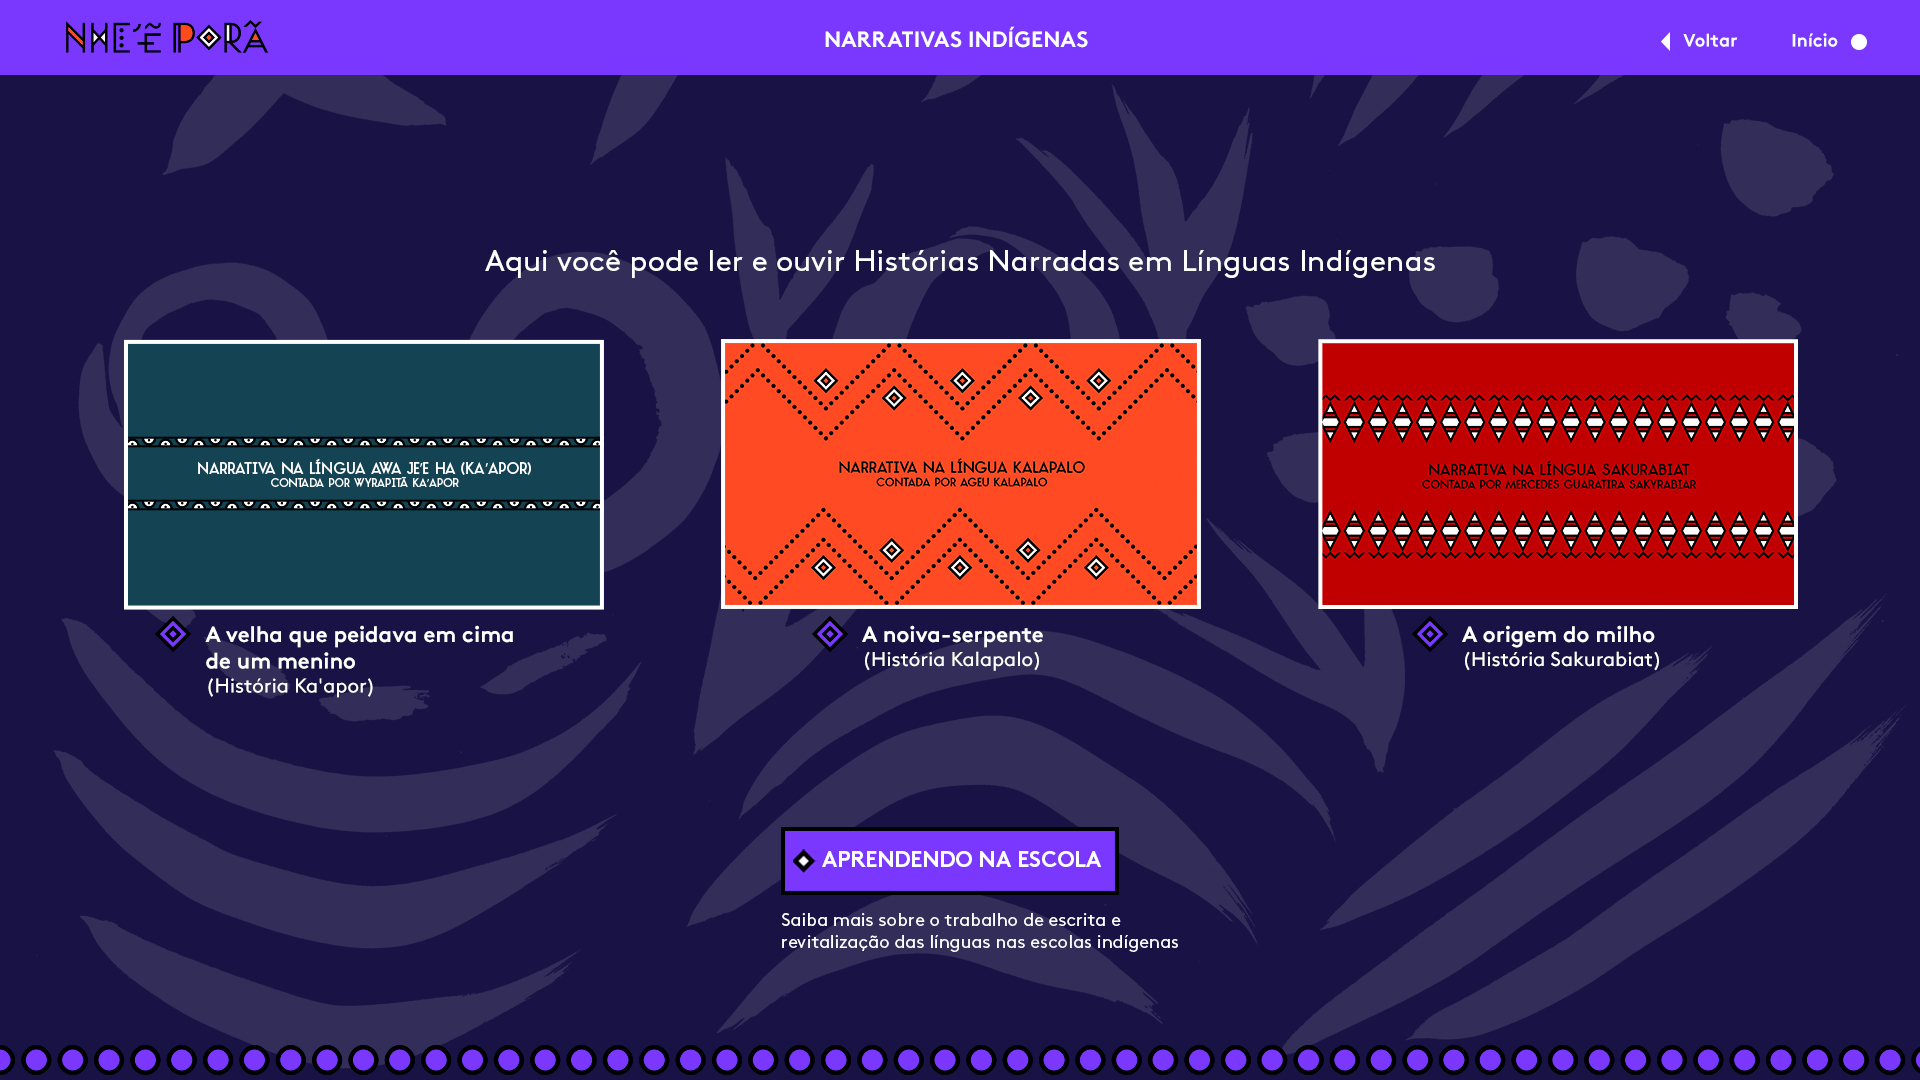 NHE'Ẽ PORÃ
NARRATIVAS INDÍGENAS
Voltar
Início
Aqui você pode ler e ouvir Histórias Narradas em Línguas Indígenas
NARRATIVA NA LÍNGUA AWA JE'E HA (KA'APOR)
CONTADA POR WYRAPITÃ KA'APOR
NARRATIVA NA LÍNGUA KALAPALO
CONTADA POR AGEU KALAPALO
NARRATIVA NA LÍNGUA SAKURABIAT
CONTADA POR MERCEDES GUARATIRA SAKYRABIAR
A velha que peidava em cima
de um menino
(História Ka'apor)
A noiva-serpente
(História Kalapalo)
A origem do milho
(História Sakurabiat)
APRENDENDO NA ESCOLA
Saiba mais sobre o trabalho de escrita e
revitalização das línguas nas escolas indígenas